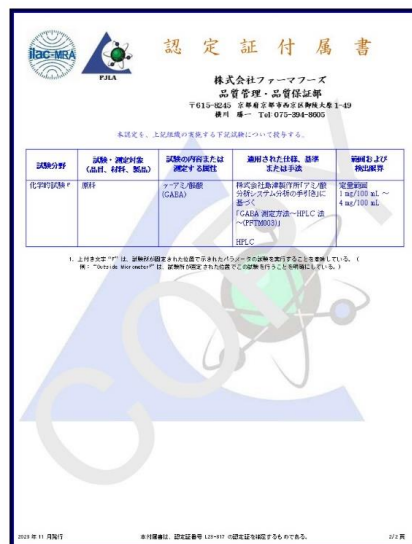 ilac-MRA
PJLA
認定証付属書
株式会社ファーマフーズ
品質管理・品質保証部
〒615-8245 京都府京都市西京区御陵大原1-49
横川 陽一 Tel 075-394-8605
本認定を、上記組織の実施する下記試験について授与する。
試験分野
試験・測定対象
(品目、材料、製品)
試験の内容または
測定する属性
適用された仕様、基準
または手法
範囲および
検出限界
化学的試験F
原料
γ-アミノ酪酸
(GABA)
株式会社島津製作所「アミノ酸
分析システム分析の手引き」に
基づく
「GABA 測定方法～HPLC 法
～(PFTM003)」
HPLC
定量範囲
1 mg/100 mL ～
4 mg/100 mL
1. 上付き文字 "F" は、試験所が固定された位置で示されたパラメータの試験を実行することを意味している。 (
例: "Outside MicrometerF" は、試験所が固定された位置でこの試験を行うことを明確にしている。)
COPY
本付属書は、認定証番号 L23-817 の認定証を補足するものである。
2/2 頁